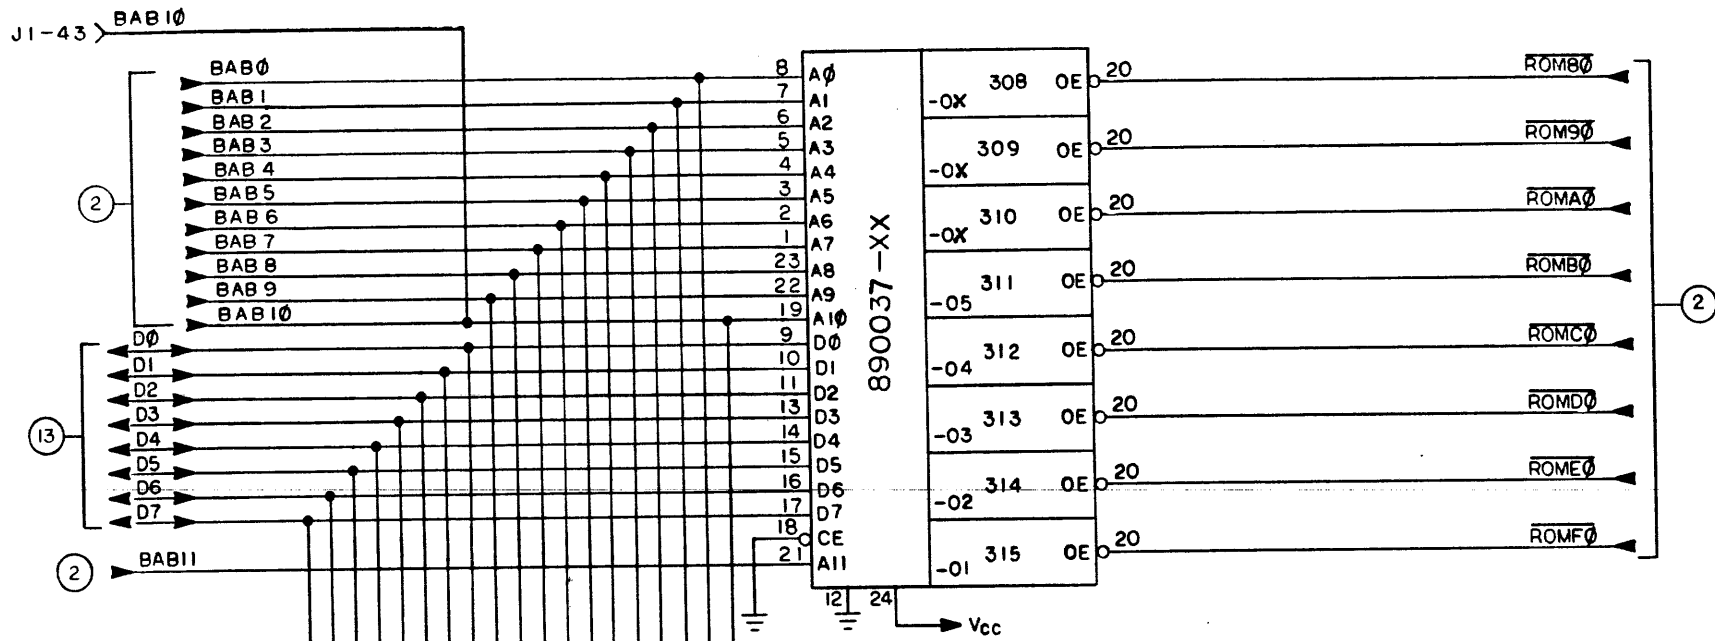 J1-43 BAB1Ø
BABØ 8 AØ
BAB1 7 A1
BAB2 6 A2
BAB3 5 A3
BAB4 4 A4
BAB5 3 A5
BAB6 2 A6
BAB7 1 A7
BAB8 23 A8
BAB9 22 A9
BAB1Ø 19 A1Ø
2
DØ 9 DØ
D1 10 D1
D2 11 D2
D3 13 D3
D4 14 D4
D5 15 D5
D6 16 D6
D7 17 D7
13
18 CE
2 BAB11 21 A11
12 24 Vcc
890037-XX
-0X 308 OE 20 ROM8Ø
-0X 309 OE 20 ROM9Ø
-0X 310 OE 20 ROMAØ
-05 311 OE 20 ROMBØ
-04 312 OE 20 ROMCØ
-03 313 OE 20 ROMDØ
-02 314 OE 20 ROMEØ
-01 315 OE 20 ROMFØ
2